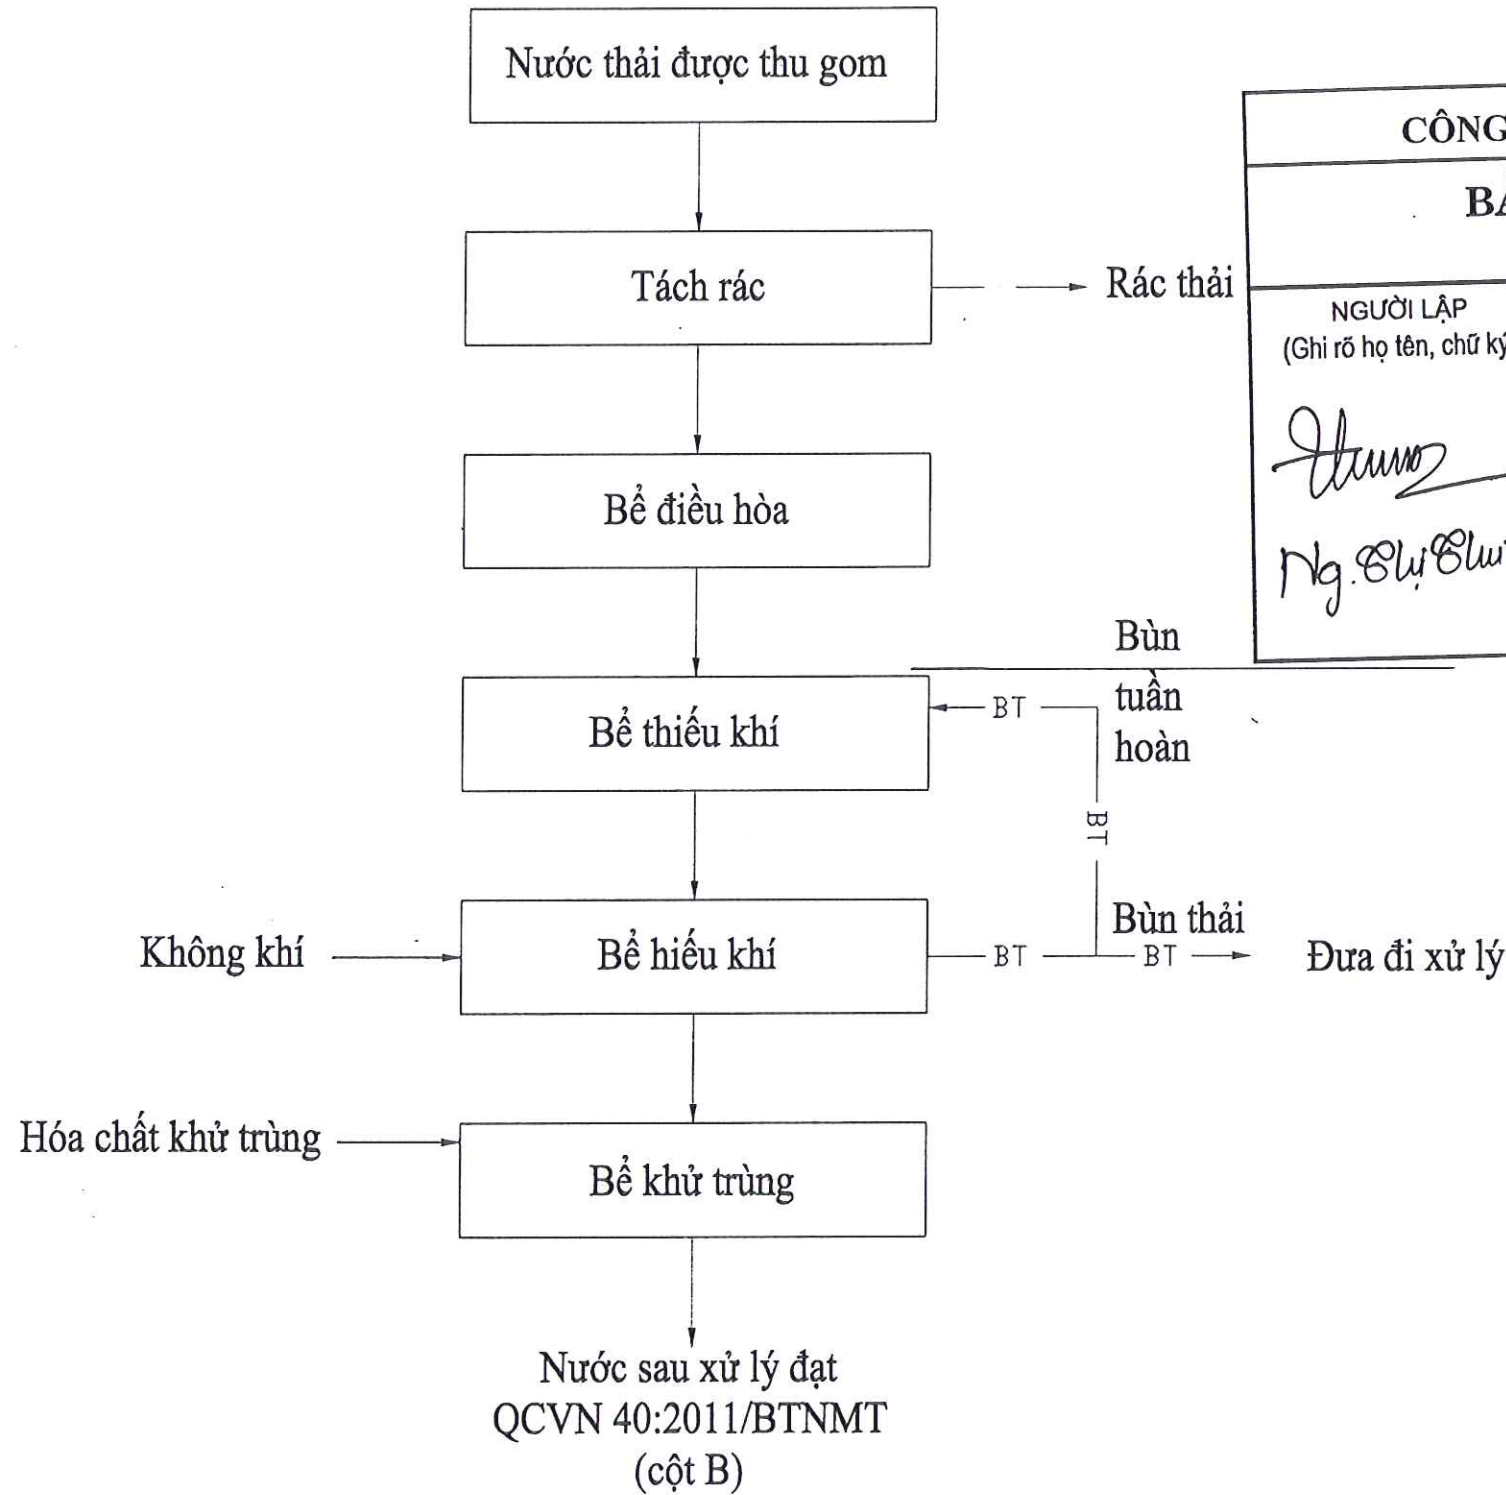 Nước thải được thu gom
CÔNG
BẢ
Tách rác
Rác thải
NGƯỜI LẬP
(Ghi rõ họ tên, chữ ký
Bể điều hòa
Ng. Thị
Bùn
tuần
hoàn
BT
Bể thiếu khí
BT
Không khí
Bể hiếu khí
BT
Bùn thải
BT
Đưa đi xử lý
Hóa chất khử trùng
Bể khử trùng
Nước sau xử lý đạt
QCVN 40:2011/BTNMT
(cột B)